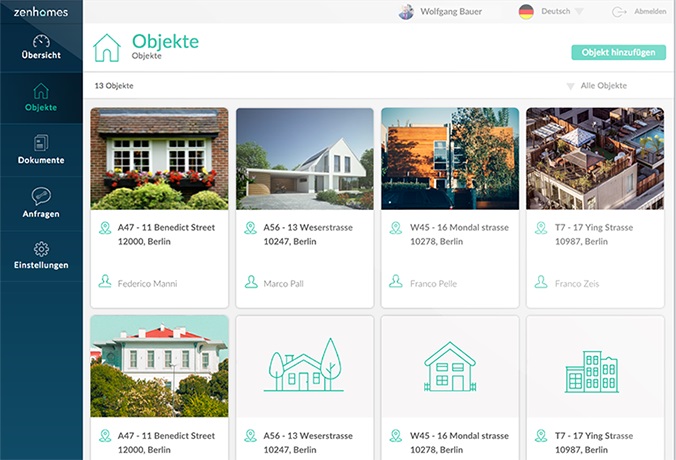 zenhomes
Wolfgang Bauer
Deutsch
Abmelden
Übersicht
Objekte
Dokumente
Anfragen
Einstellungen
Objekte
Objekte
Objekt hinzufügen
13 Objekte
Alle Objekte
A47 - 11 Benedict Street
12000, Berlin
Federico Manni
A56 - 13 Weserstrasse
10247, Berlin
Marco Pall
W45 - 16 Mondal strasse
10278, Berlin
Franco Pelle
T7 - 17 Ying Strasse
10987, Berlin
Franco Zeis
A47 - 11 Benedict Street
12000, Berlin
A56 - 13 Weserstrasse
10247, Berlin
W45 - 16 Mondal strasse
10278, Berlin
T7 - 17 Ying Strasse
10987, Berlin